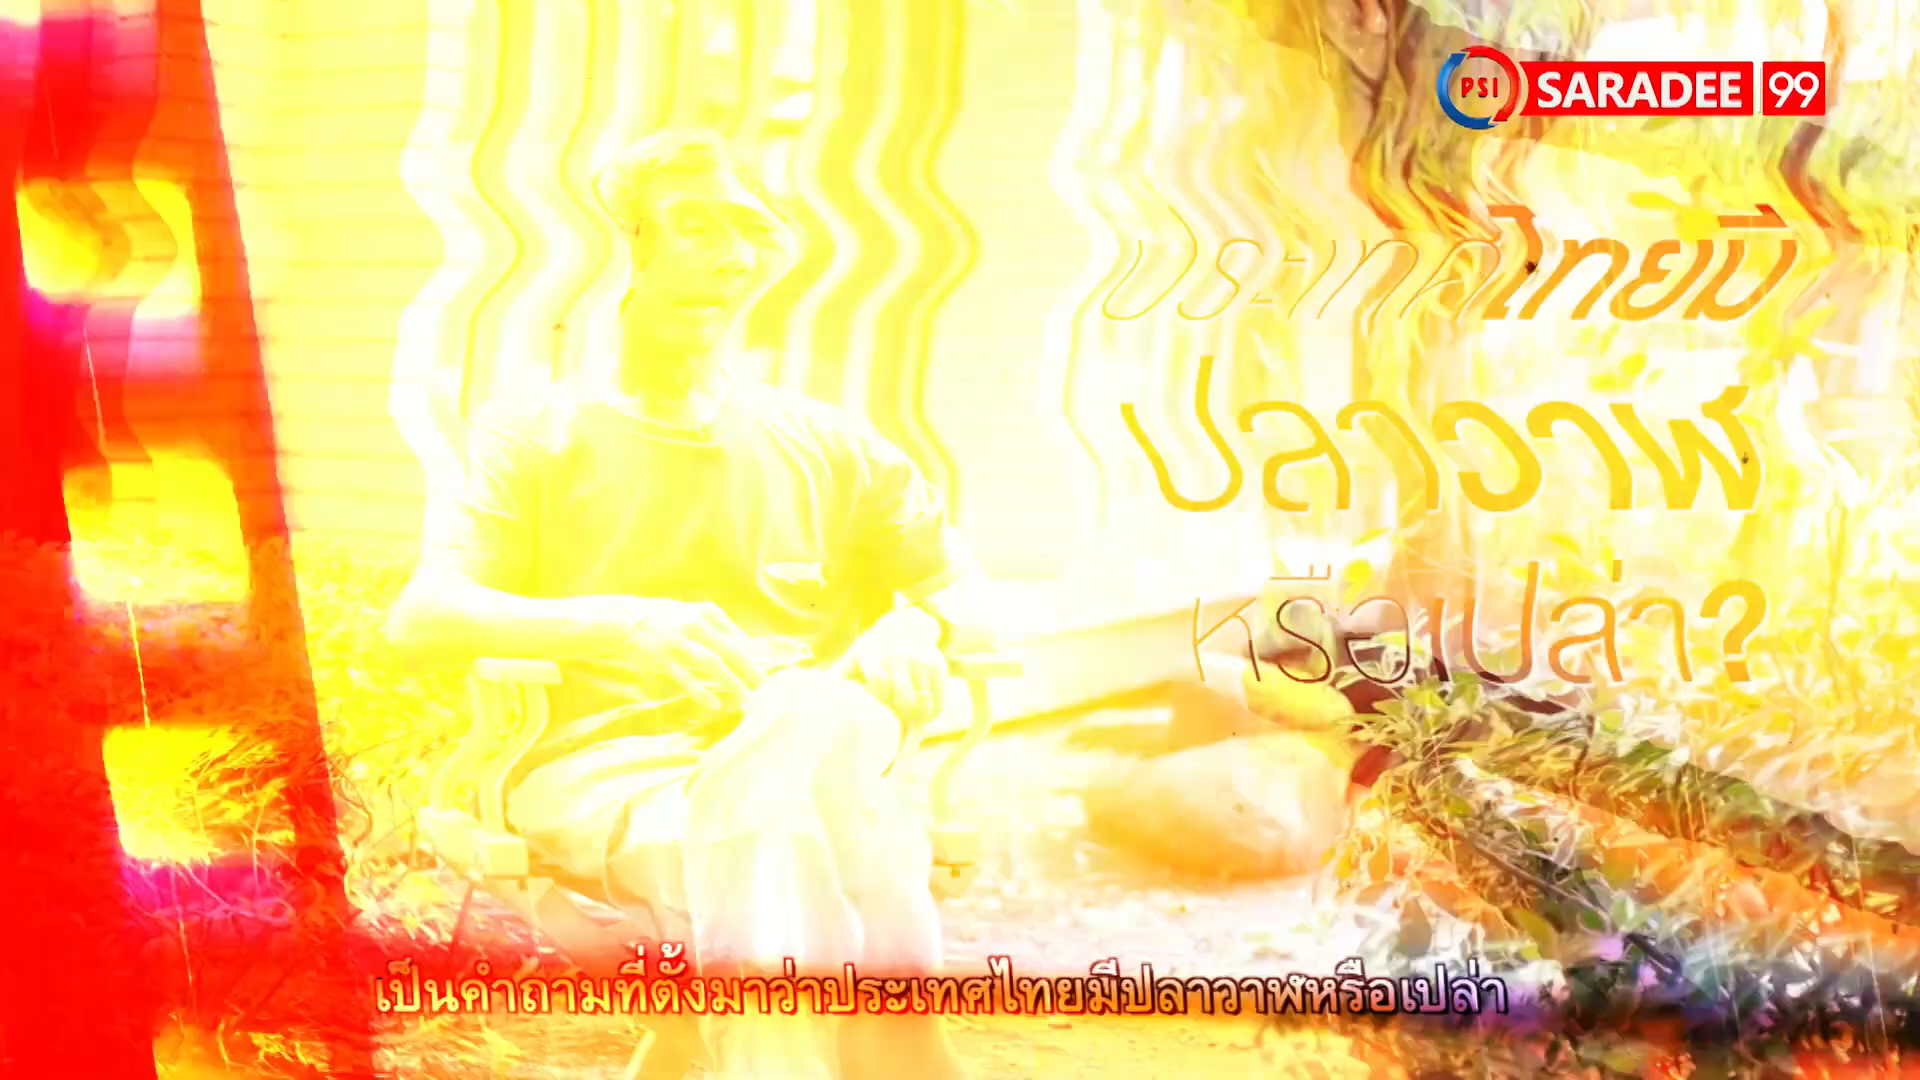 PSI SARADEE 99
ประเทศไทยมี
ปลาวาฬ
หรือเปล่า?
เป็นคำถามที่ตั้งมาว่าประเทศไทยมีปลาวาฬหรือเปล่า